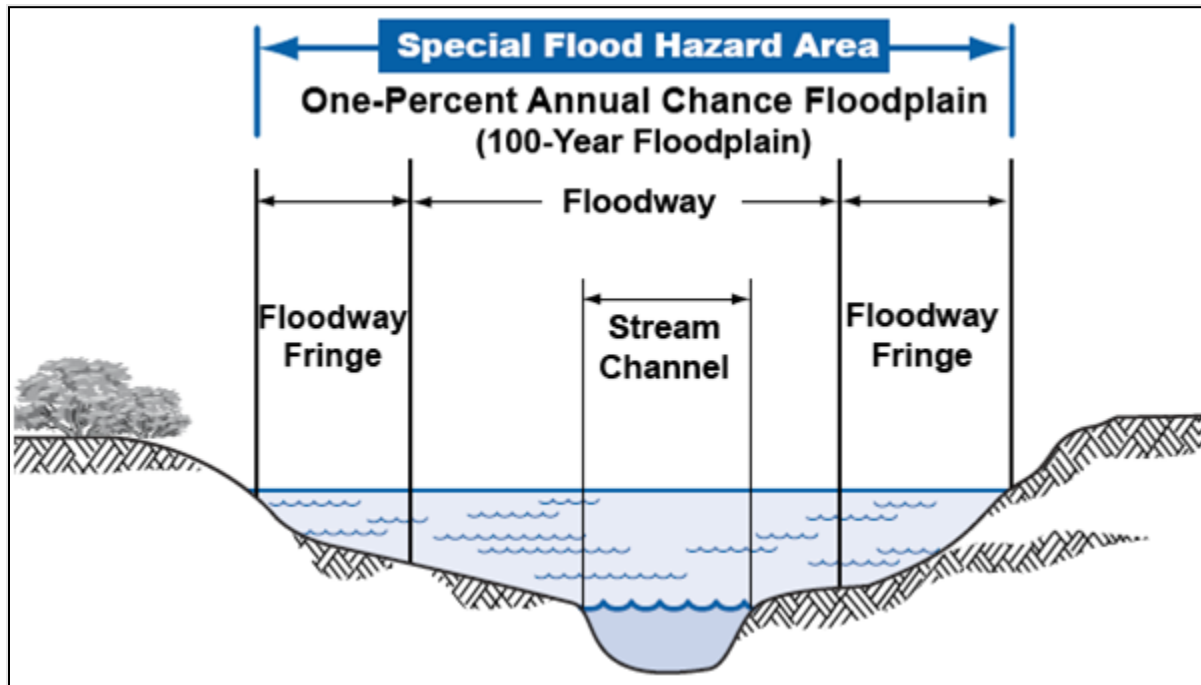 Special Flood Hazard Area
One-Percent Annual Chance Floodplain
(100-Year Floodplain)
Floodway
Floodway
Fringe
Stream
Channel
Floodway
Fringe